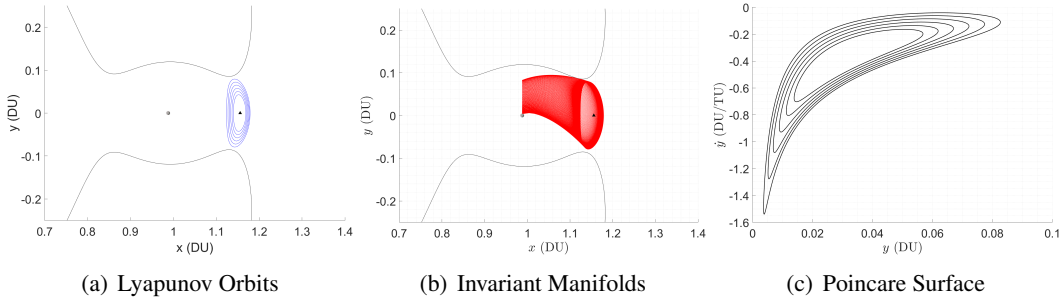 0.2
0.1
0
-0.1
-0.2
y (DU)
0.7 0.8 0.9 1 1.1 1.2 1.3 1.4
x (DU)
(a) Lyapunov Orbits
0.2
0.1
0
-0.1
-0.2
y (DU)
0.7 0.8 0.9 1 1.1 1.2 1.3 1.4
x (DU)
(b) Invariant Manifolds
0
-0.2
-0.4
-0.6
-0.8
-1
-1.2
-1.4
-1.6
ẏ (DU/TU)
0 0.02 0.04 0.06 0.08 0.1
y (DU)
(c) Poincare Surface